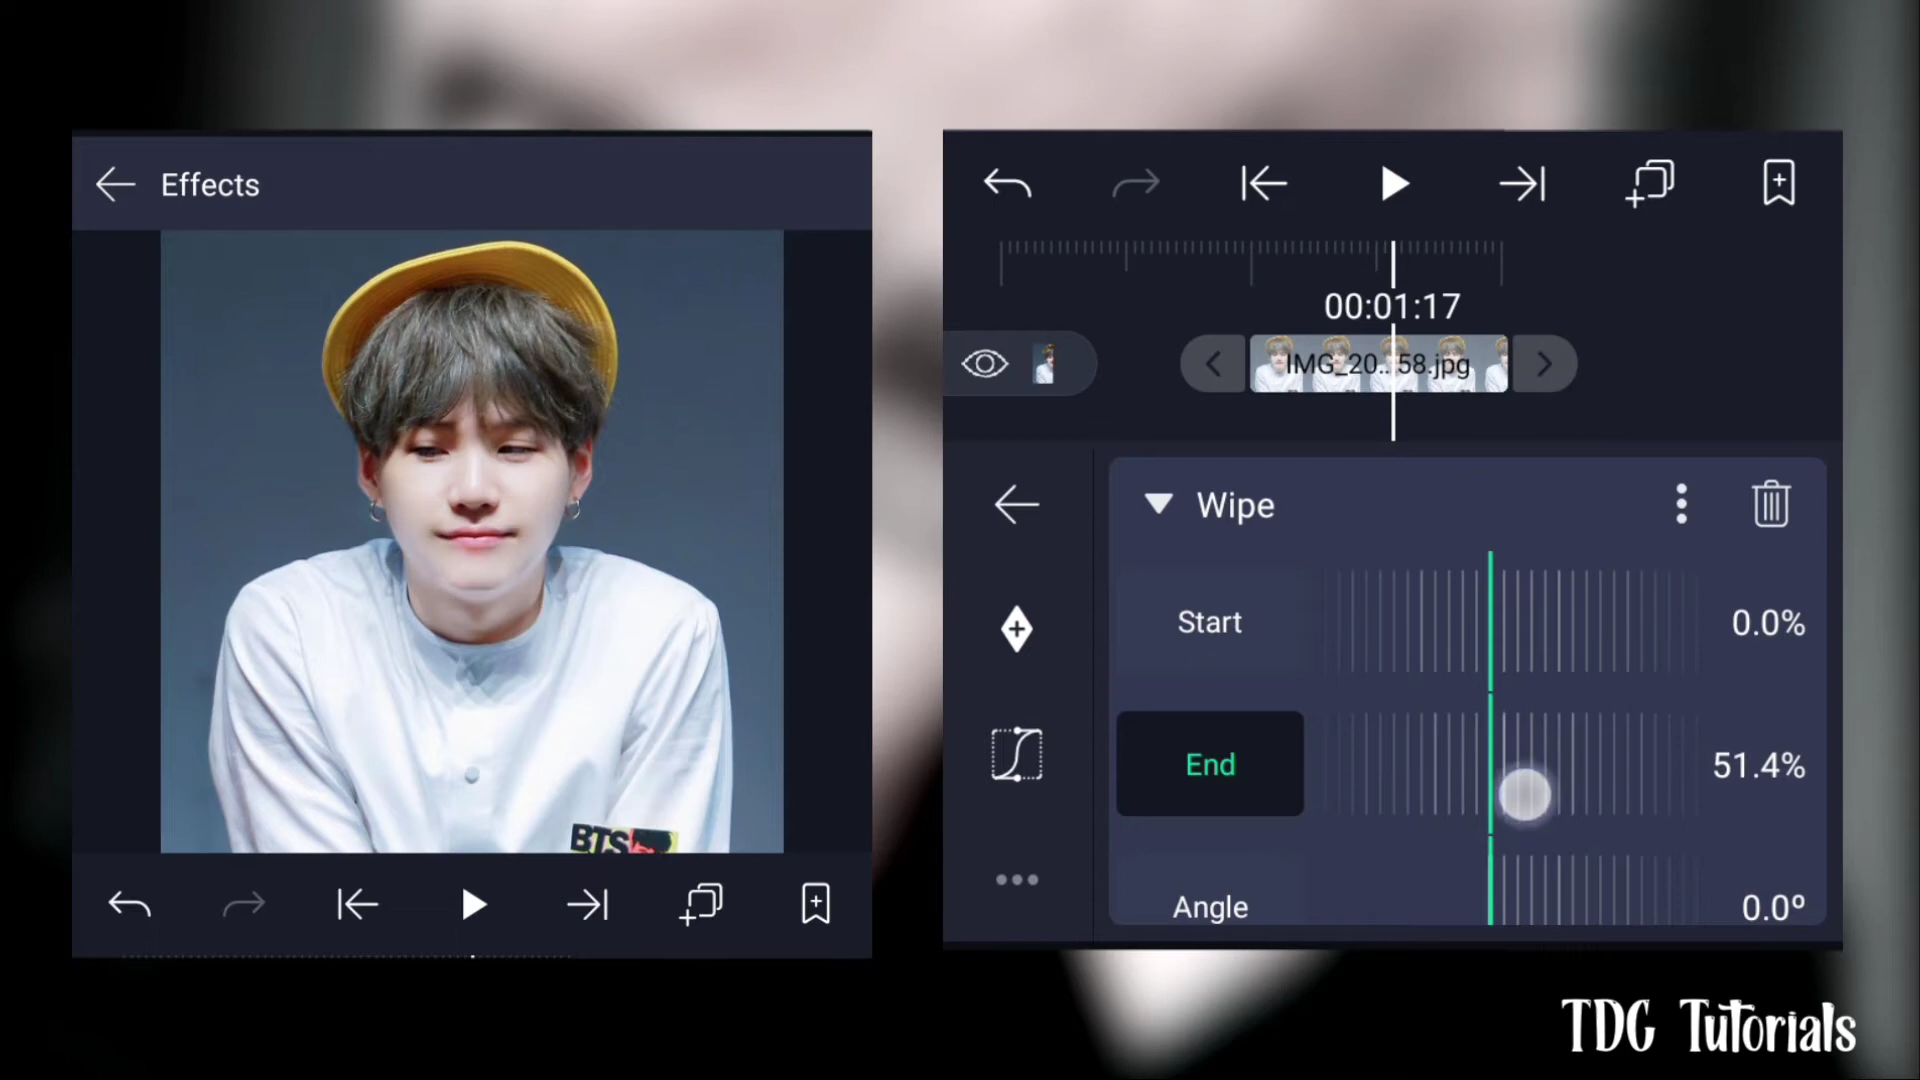 Effects
BTS
00:01:17
IMG_20...58.jpg
Wipe
Start
0.0%
End
51.4%
Angle
0.0º
TDG Tutorials